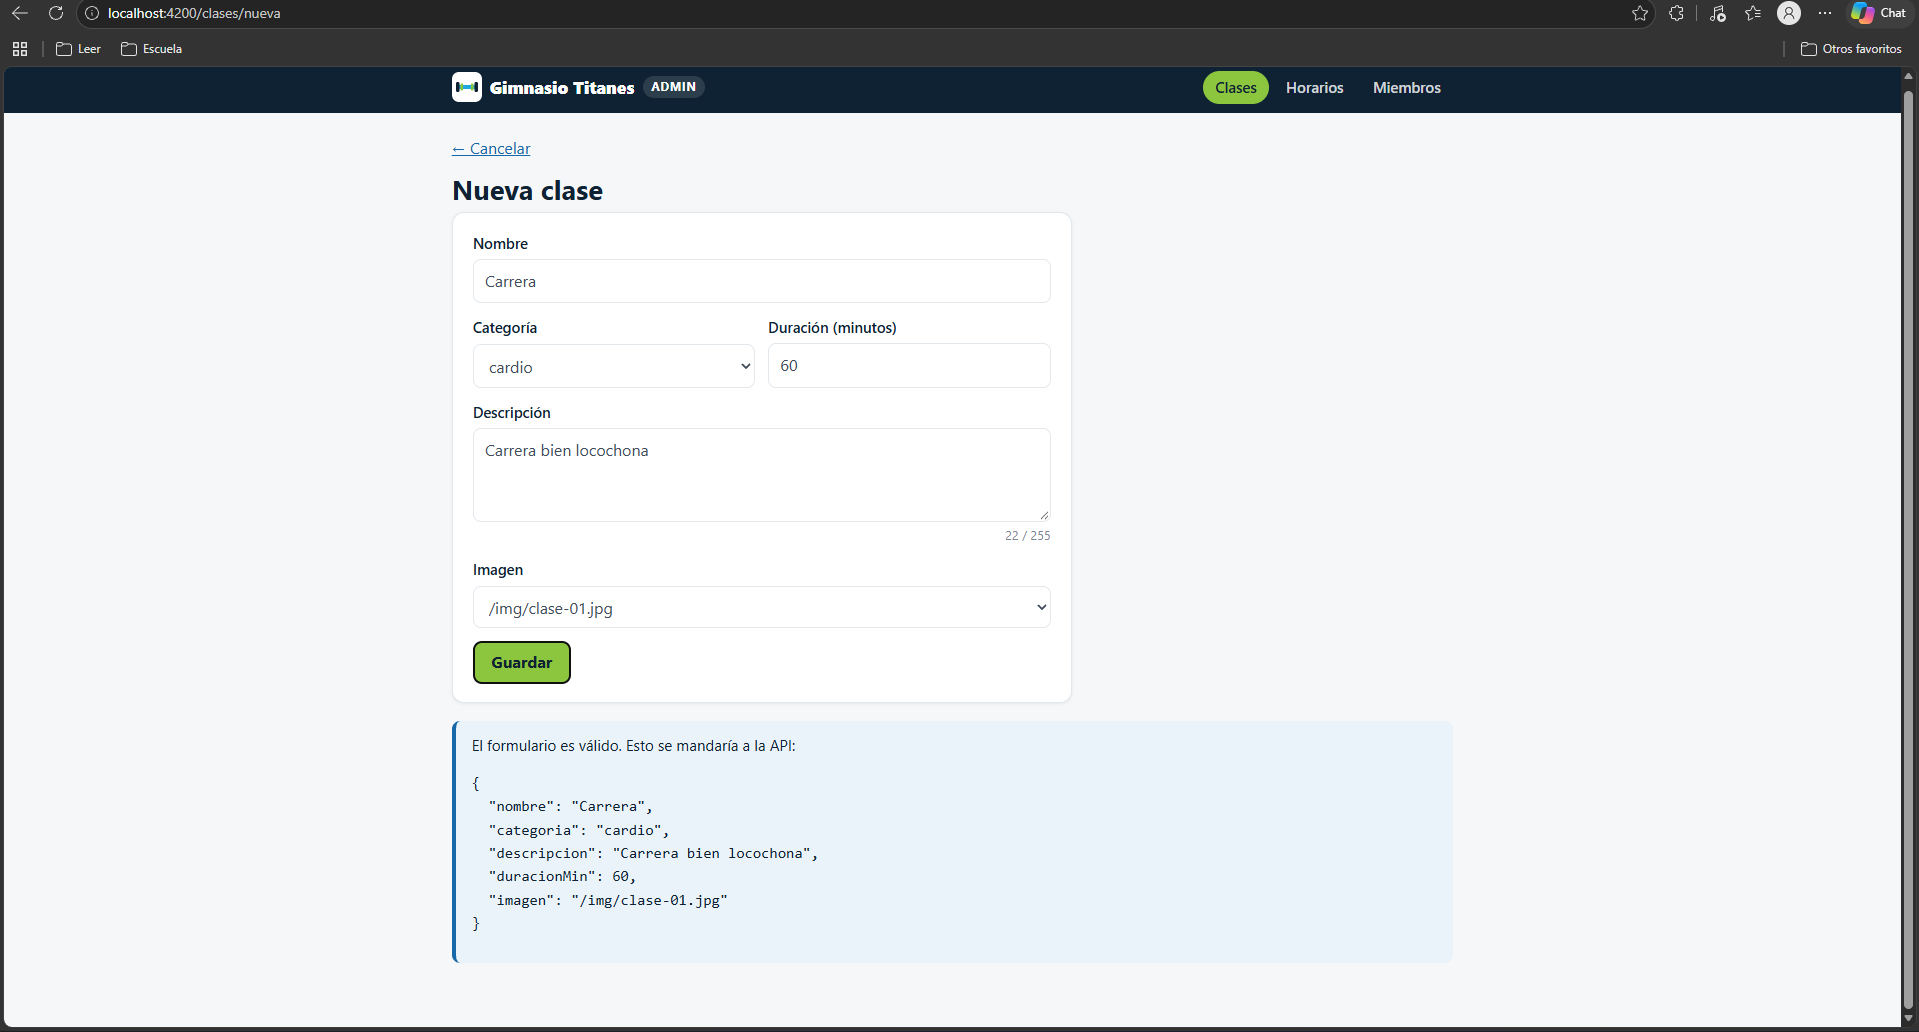 localhost:4200/clases/nueva
Chat
Leer
Escuela
Otros favoritos
Gimnasio Titanes ADMIN
Clases
Horarios
Miembros
← Cancelar
Nueva clase
Nombre
Carrera
Categoría
Duración (minutos)
cardio
60
Descripción
Carrera bien locochona
22 / 255
Imagen
/img/clase-01.jpg
Guardar
El formulario es válido. Esto se mandaría a la API:
{
"nombre": "Carrera",
"categoria": "cardio",
"descripcion": "Carrera bien locochona",
"duracionMin": 60,
"imagen": "/img/clase-01.jpg"
}